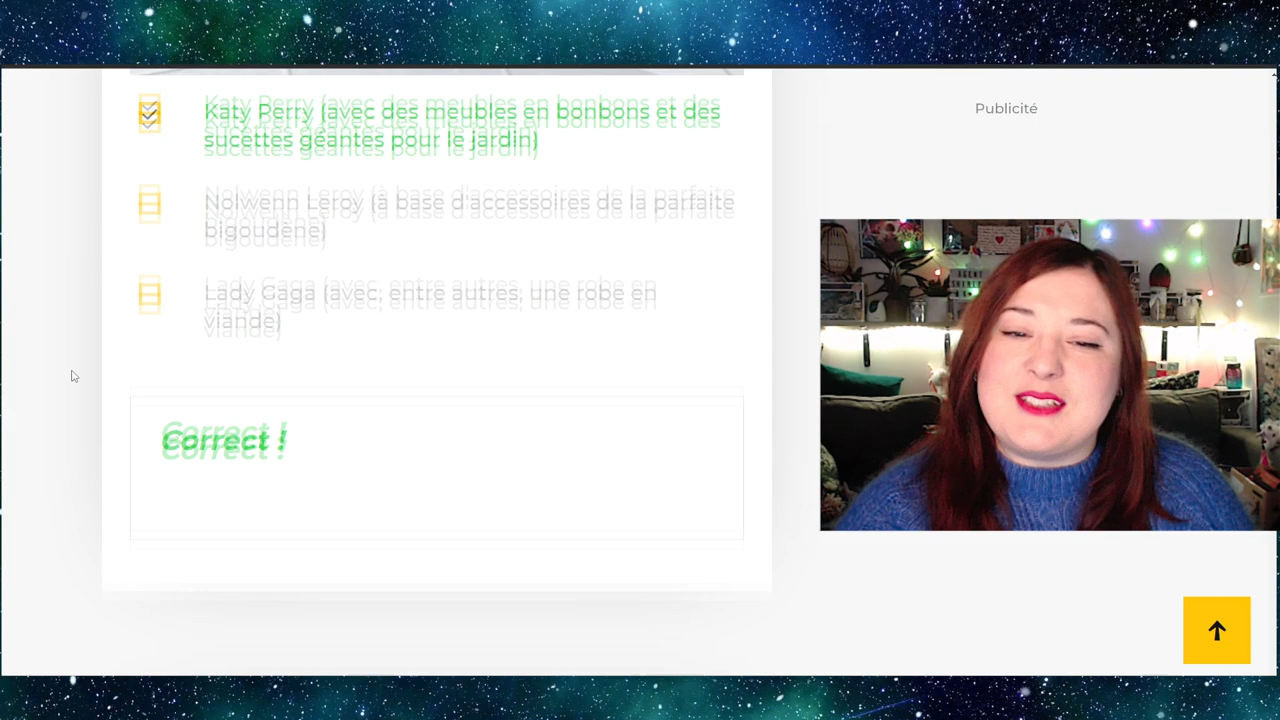 Publicité
Katy Perry (avec des meubles en bonbons et des
sucettes géantes pour le jardin)
Nolwenn Leroy (à base d'accessoires de la parfaite
bigoudène)
Lady Gaga (avec, entre autres, une robe en
viande)
Correct !
AGENT